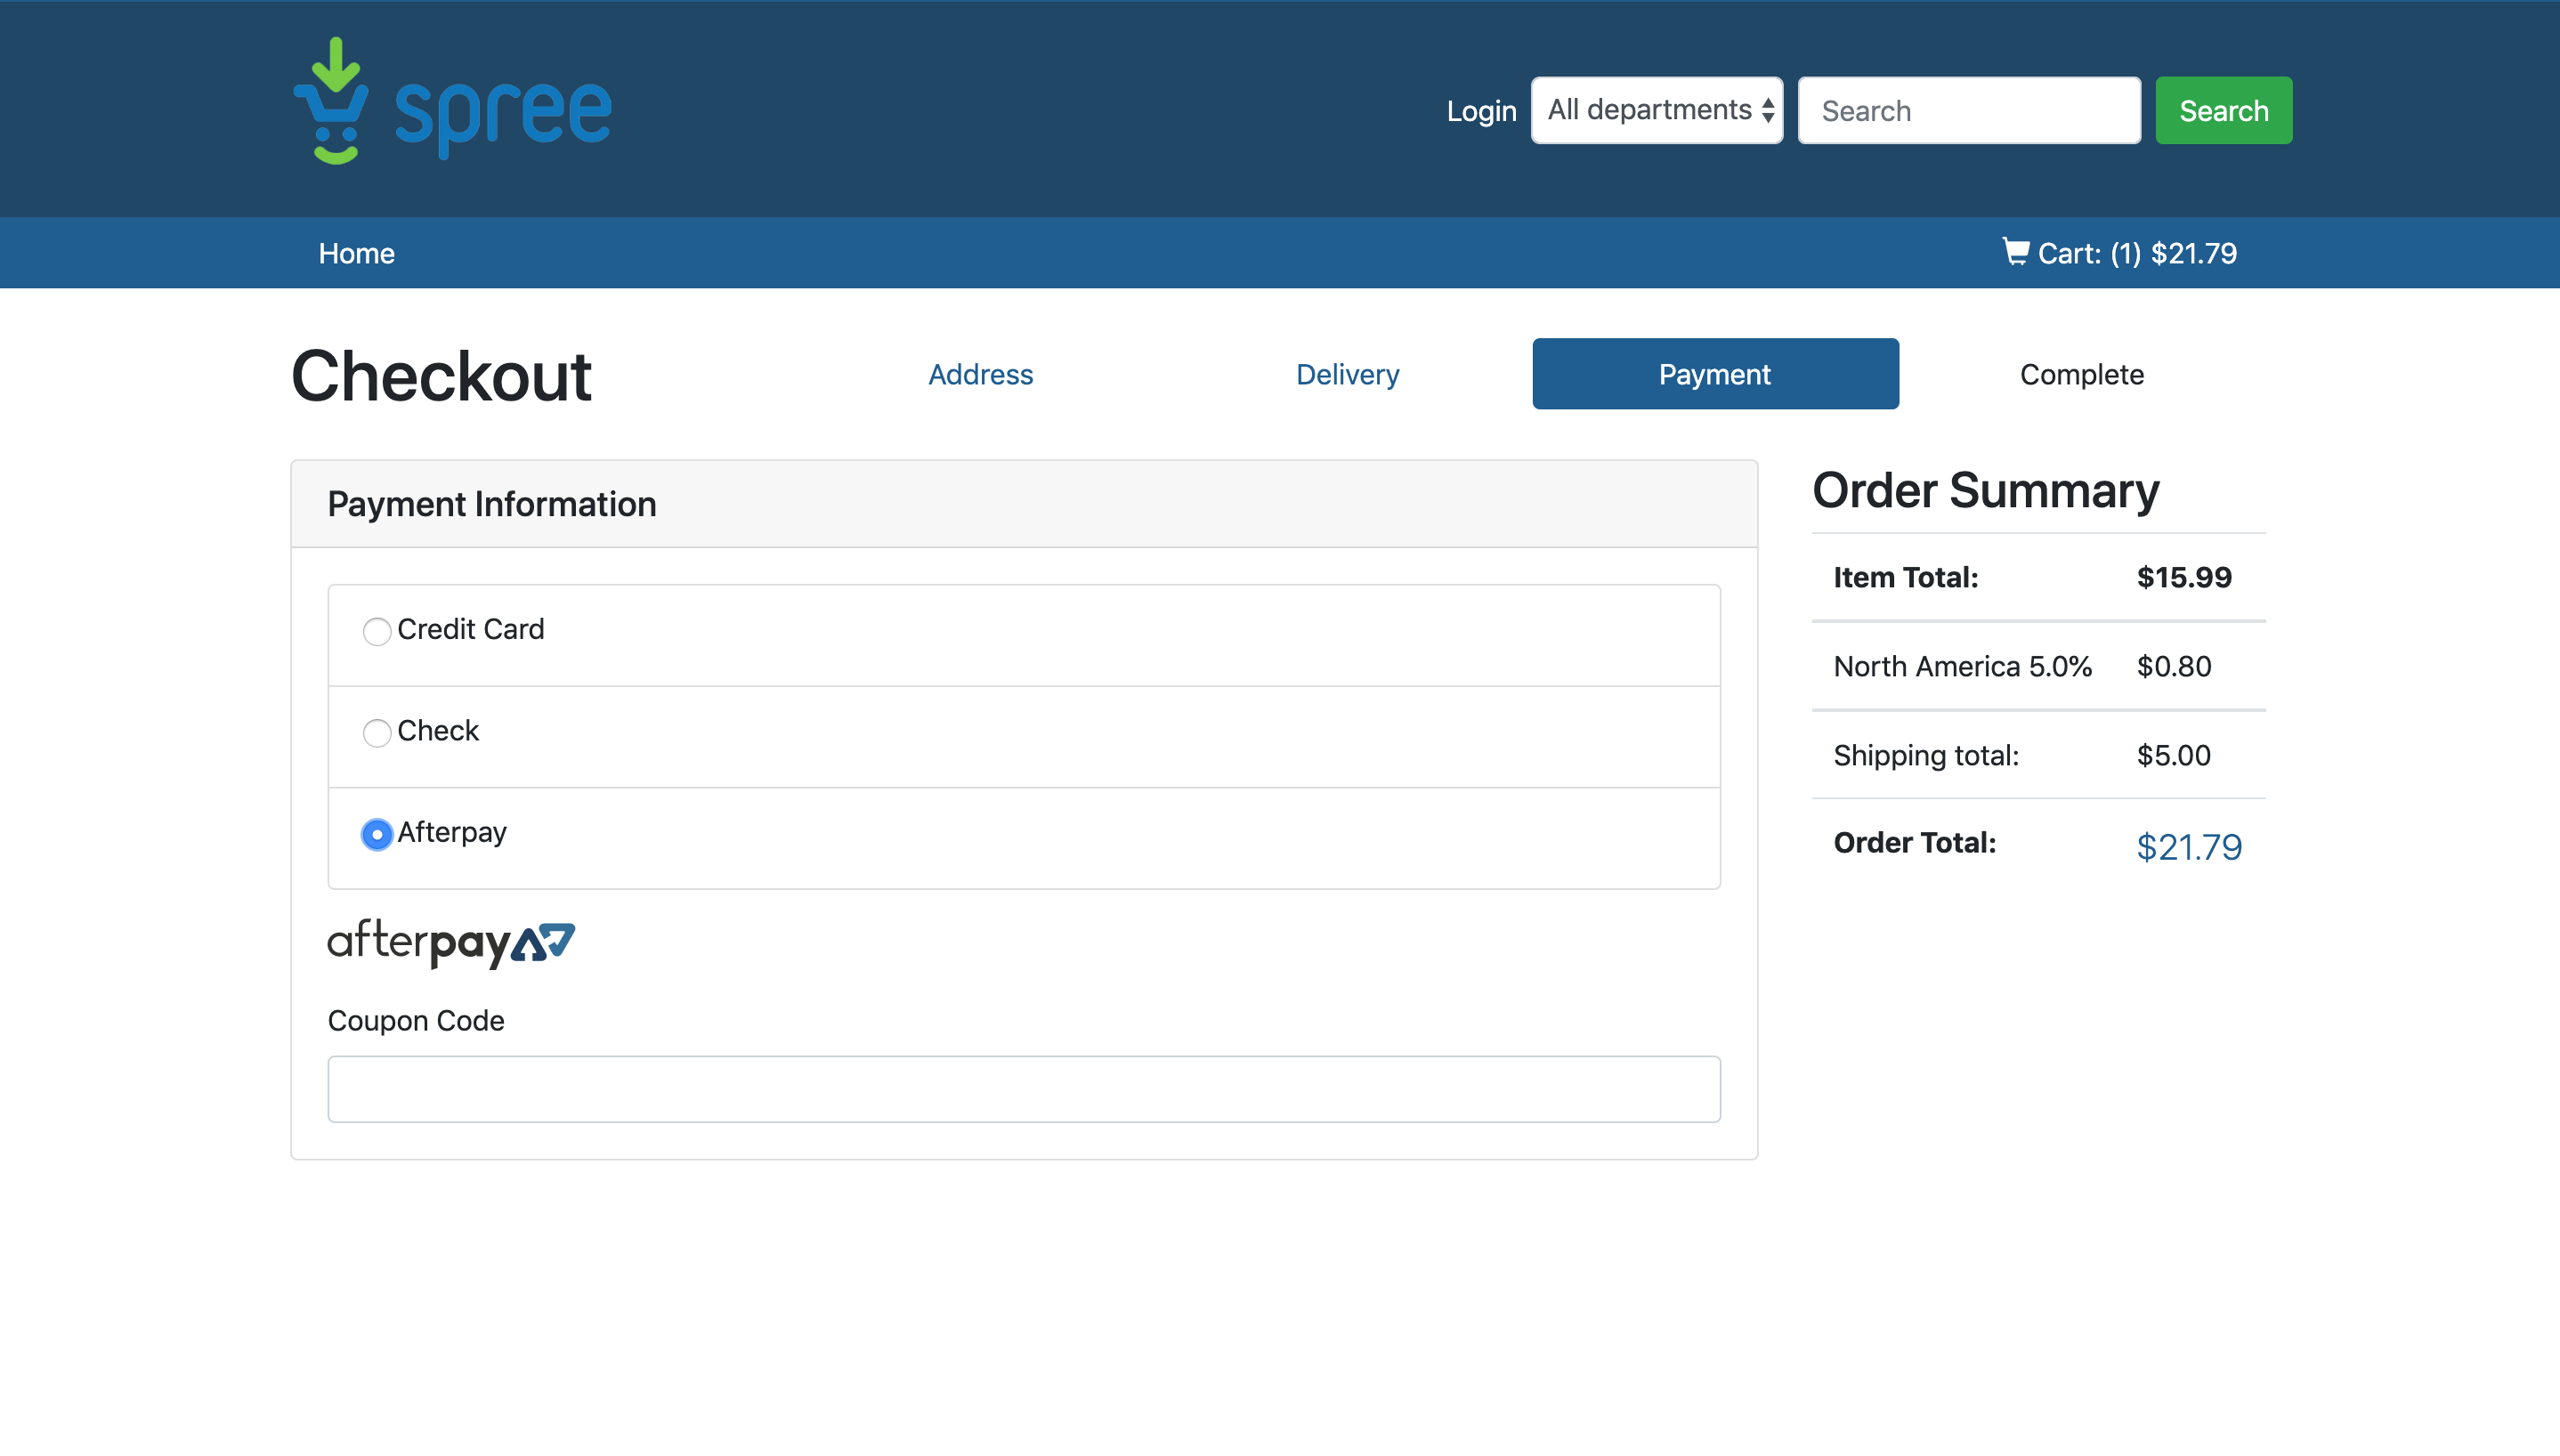 spree
Login All departments Search Search
Home Cart: (1) $21.79
Checkout Address Delivery Payment Complete
Payment Information
Credit Card
Check
Afterpay
afterpay
Coupon Code
Order Summary
Item Total: $15.99
North America 5.0% $0.80
Shipping total: $5.00
Order Total: $21.79